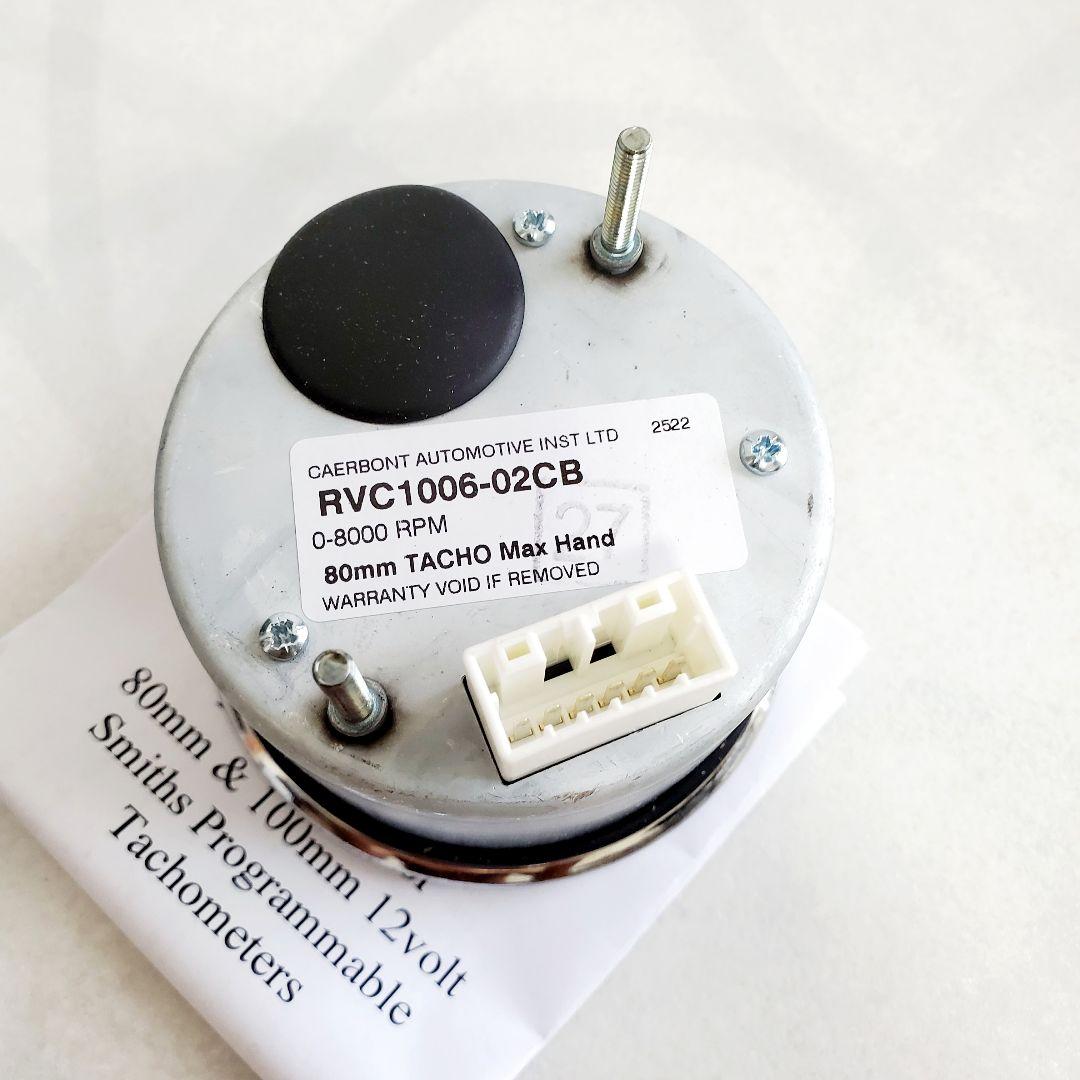 CAERBONT AUTOMOTIVE INST LTD 2522
RVC1006-02CB
0-8000 RPM
27
80mm TACHO Max Hand
WARRANTY VOID IF REMOVED
80mm & 100mm 12volt
Smiths Programmable
Tachometers